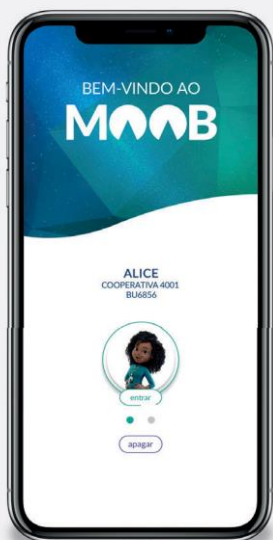 BEM-VINDO AO
MOOB
ALICE
COOPERATIVA 4001
BU6856
entrar
apagar